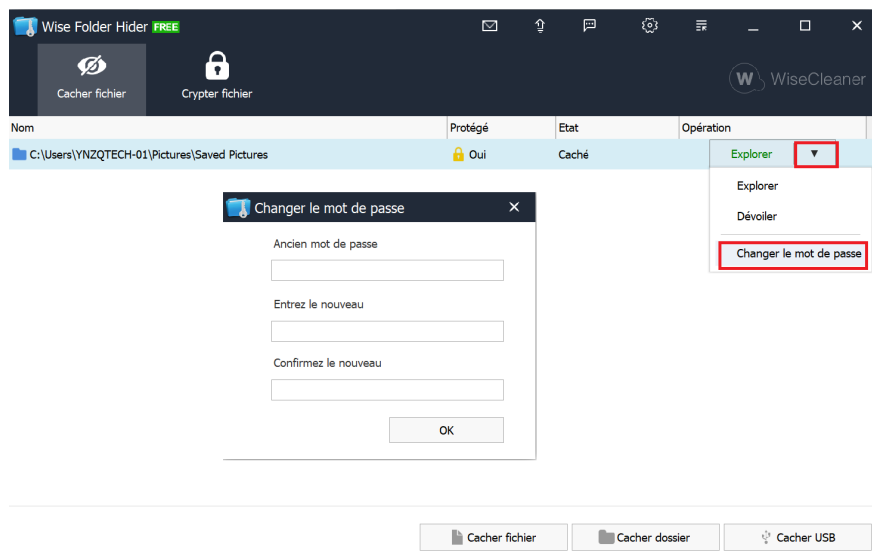 Wise Folder Hider FREE
Cacher fichier
Crypter fichier
W WiseCleaner
Nom Protégé Etat Opération
C:\Users\YNZQTECH-01\Pictures\Saved Pictures Oui Caché Explorer ▼
Explorer
Dévoiler
Changer le mot de passe
Changer le mot de passe
Ancien mot de passe
Entrez le nouveau
Confirmez le nouveau
OK
Cacher fichier Cacher dossier Cacher USB